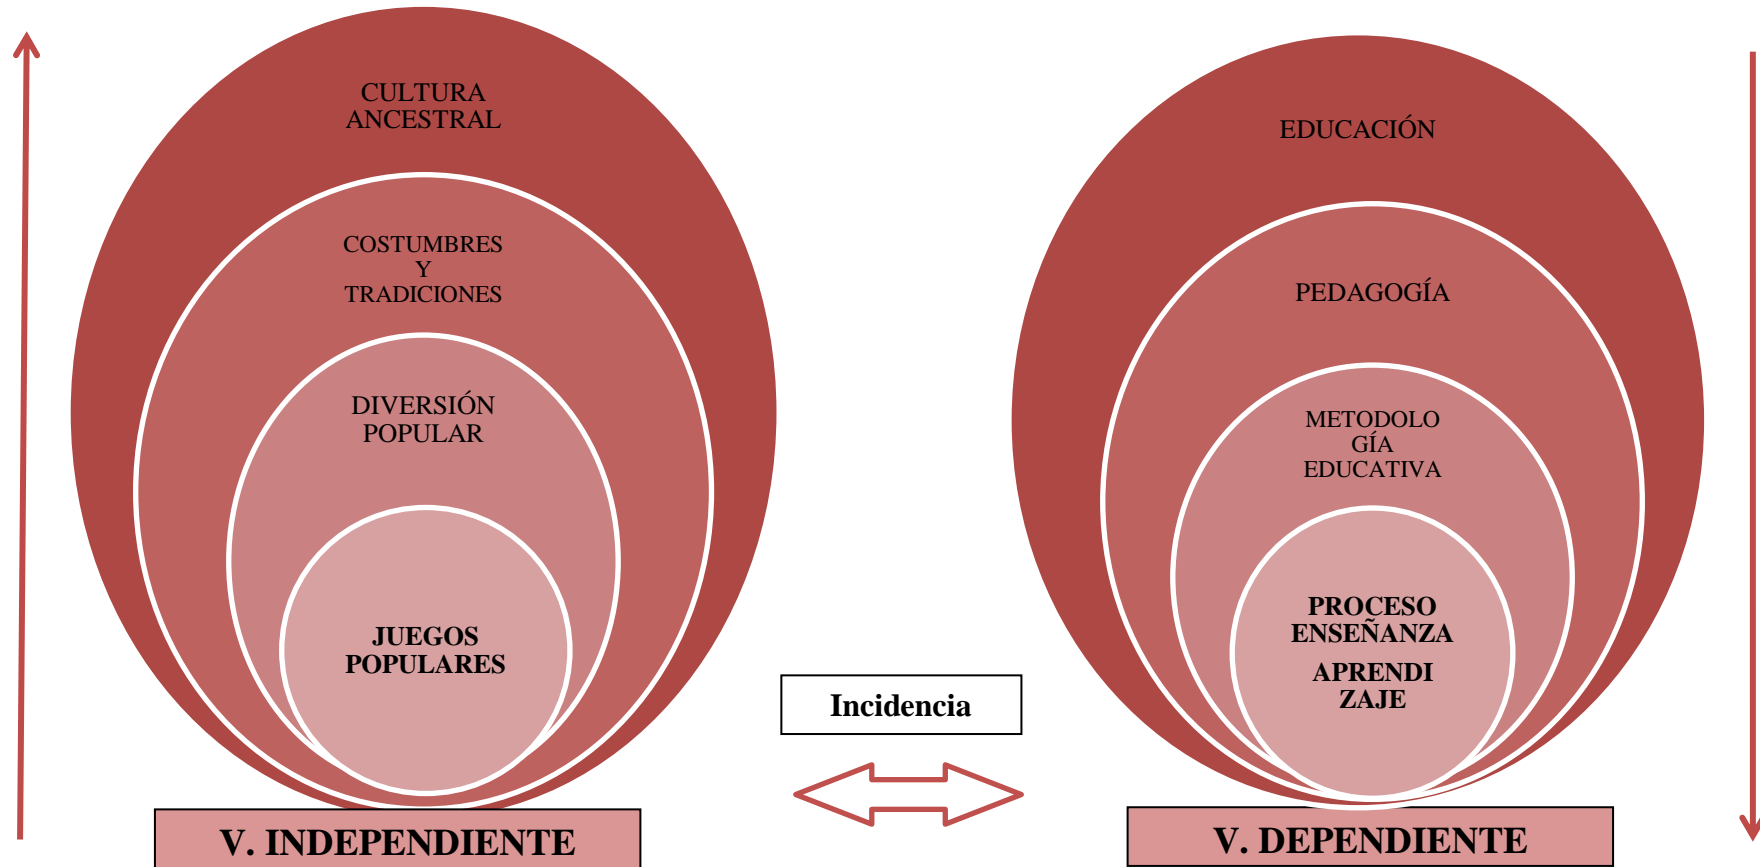 CULTURA
ANCESTRAL
COSTUMBRES
Y
TRADICIONES
DIVERSIÓN
POPULAR
JUEGOS
POPULARES
V. INDEPENDIENTE
Incidencia
EDUCACIÓN
PEDAGOGÍA
METODOLO
GÍA
EDUCATIVA
PROCESO
ENSEÑANZA
APRENDI
ZAJE
V. DEPENDIENTE